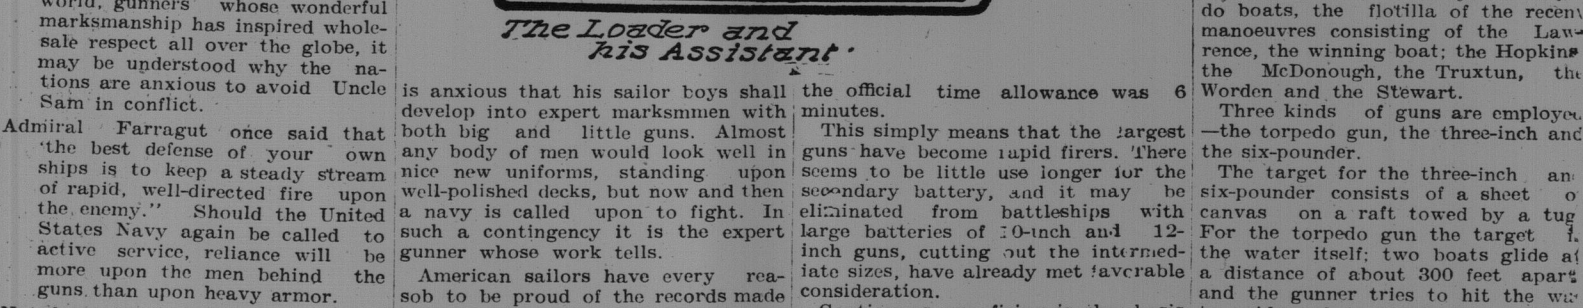 world, gunners whose wonderful
marksmanship has inspired whole-
sale respect all over the globe, it
may be understood why the na-
tions are anxious to avoid Uncle
Sam in conflict.
Admiral Farragut once said that
'the best defense of your own
ships is to keep a steady stream
of rapid, well-directed fire upon
the enemy." Should the United
States Navy again be called to
active service, reliance will be
more upon the men behind the
guns than upon heavy armor.
The Loader and
his Assistant.
is anxious that his sailor boys shall
develop into expert marksmmen with
both big and little guns. Almost
any body of men would look well in
nice new uniforms, standing upon
well-polished decks, but now and then
a navy is called upon to fight. In
such a contingency it is the expert
gunner whose work tells.
American sailors have every rea-
sob to be proud of the records made
the official time allowance was 6
minutes.
This simply means that the largest
guns have become rapid firers. There
seems to be little use longer for the
secondary battery, and it may be
eliminated from battleships with
large batteries of 10-inch and 12-
inch guns, cutting out the intermed-
iate sizes, have already met favorable
consideration.
do boats, the flotilla of the recent
manoeuvres consisting of the Law-
rence, the winning boat; the Hopkins
the McDonough, the Truxtun, the
Worden and the Stewart.
Three kinds of guns are employed
—the torpedo gun, the three-inch and
the six-pounder.
The target for the three-inch an
six-pounder consists of a sheet o
canvas on a raft towed by a tug
For the torpedo gun the target
the water itself; two boats glide at
a distance of about 300 feet apart
and the gunner tries to hit the